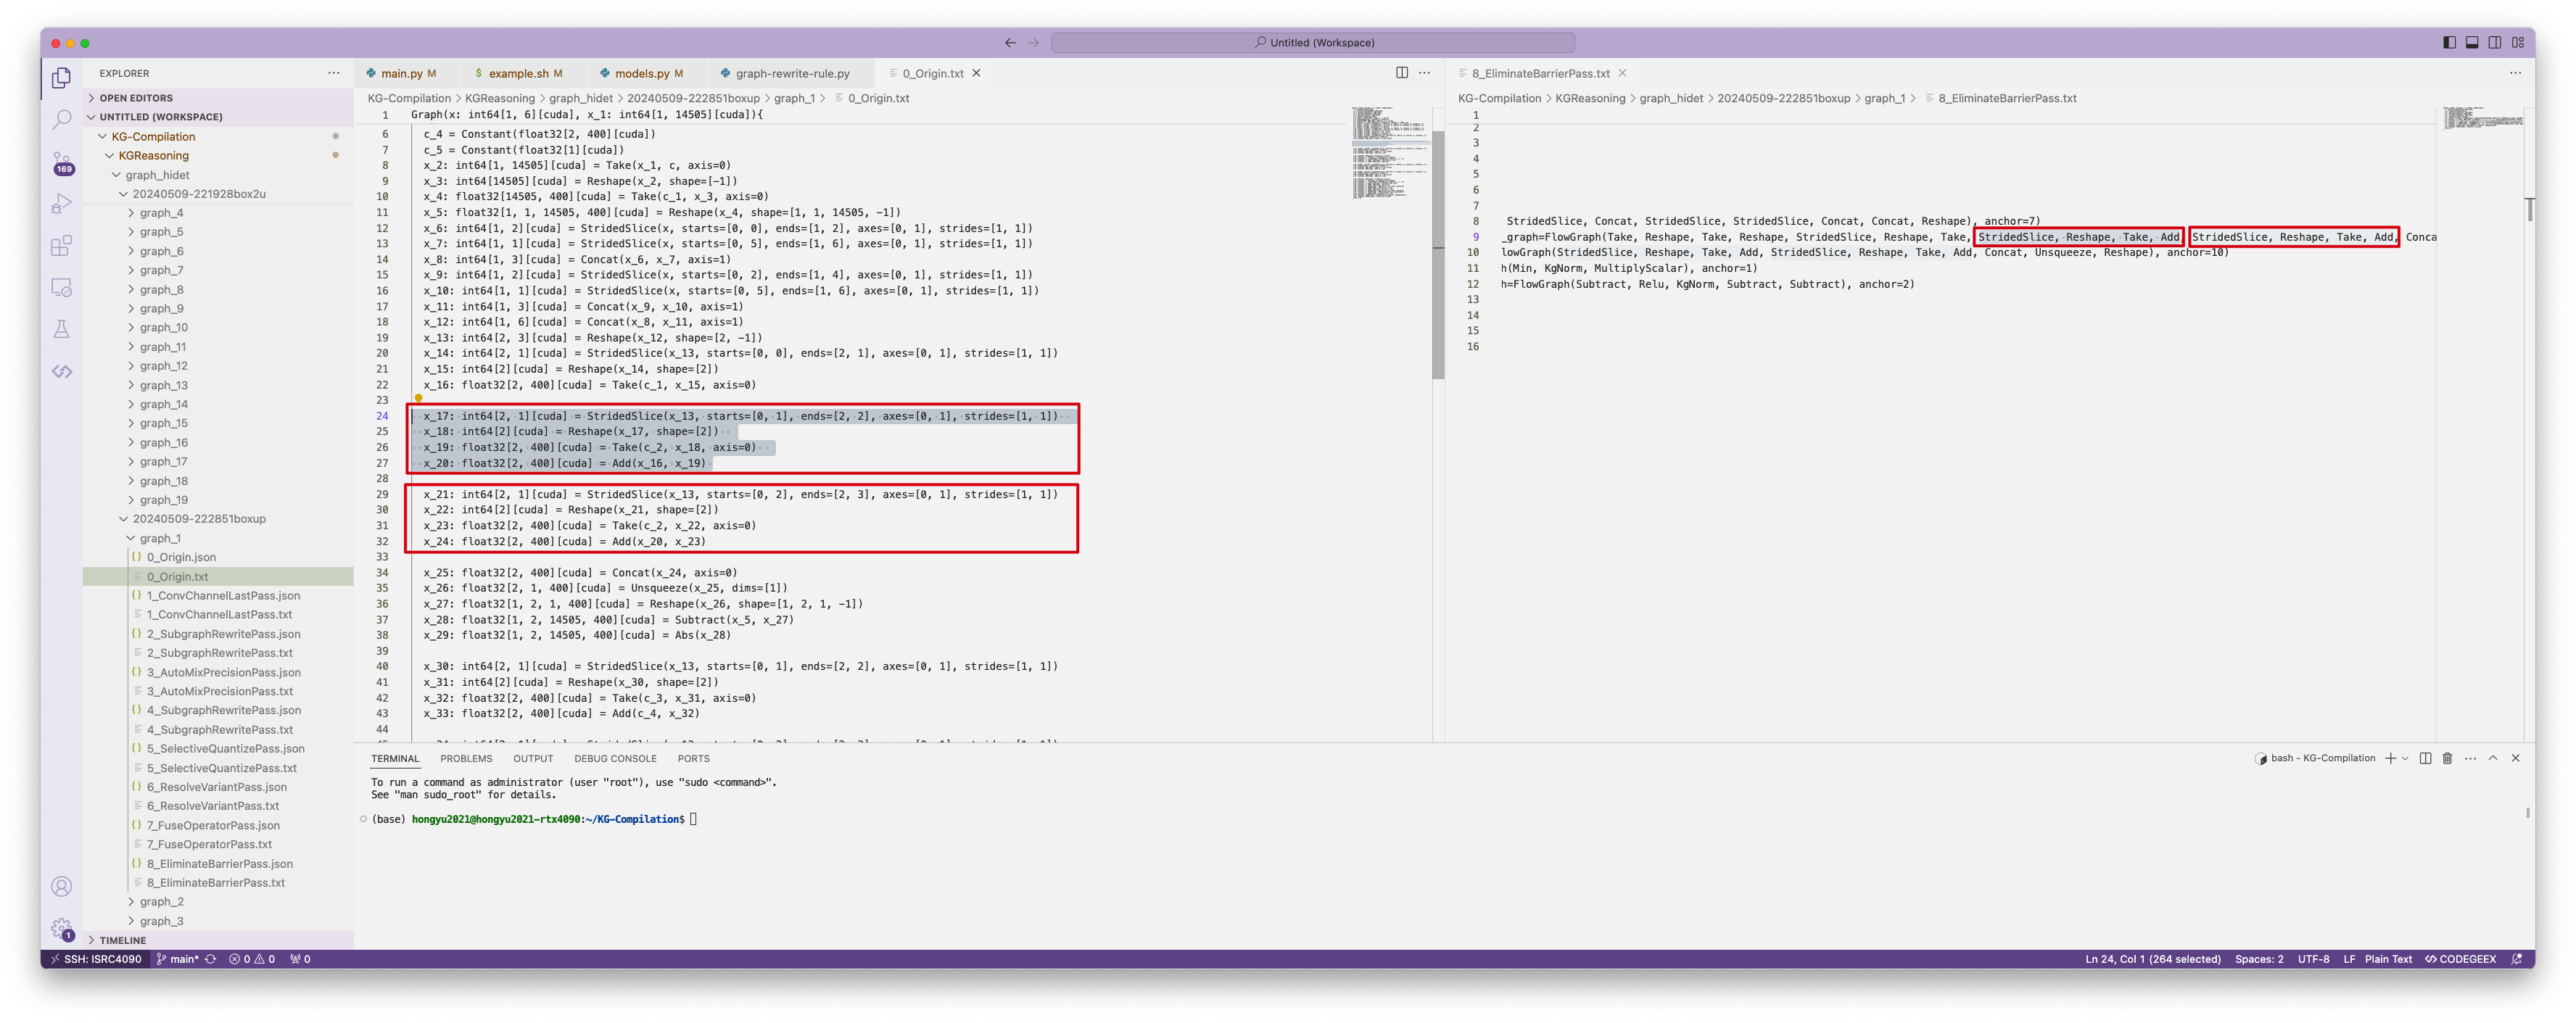 Untitled (Workspace)
EXPLORER
OPEN EDITORS
UNTITLED (WORKSPACE)
KG-Compilation
KGReasoning
graph_hidet
20240509-221928box2u
graph_4
graph_5
graph_6
graph_7
graph_8
graph_9
graph_10
graph_11
graph_12
graph_13
graph_14
graph_15
graph_16
graph_17
graph_18
graph_19
20240509-222851boxup
graph_1
0_Origin.json
0_Origin.txt
1_ConvChannelLastPass.json
1_ConvChannelLastPass.txt
2_SubgraphRewritePass.json
2_SubgraphRewritePass.txt
3_AutoMixPrecisionPass.json
3_AutoMixPrecisionPass.txt
4_SubgraphRewritePass.json
4_SubgraphRewritePass.txt
5_SelectiveQuantizePass.json
5_SelectiveQuantizePass.txt
6_ResolveVariantPass.json
6_ResolveVariantPass.txt
7_FuseOperatorPass.json
7_FuseOperatorPass.txt
8_EliminateBarrierPass.json
8_EliminateBarrierPass.txt
graph_2
graph_3
TIMELINE
169
1
main.py M $ example.sh M models.py M graph-rewrite-rule.py 0_Origin.txt
KG-Compilation > KGReasoning > graph_hidet > 20240509-222851boxup > graph_1 > 0_Origin.txt
1 Graph(x: int64[1, 6][cuda], x_1: int64[1, 14505][cuda]){
6 c_4 = Constant(float32[2, 400][cuda])
7 c_5 = Constant(float32[1][cuda])
8 x_2: int64[1, 14505][cuda] = Take(x_1, c, axis=0)
9 x_3: int64[14505][cuda] = Reshape(x_2, shape=[-1])
10 x_4: float32[14505, 400][cuda] = Take(c_1, x_3, axis=0)
11 x_5: float32[1, 1, 14505, 400][cuda] = Reshape(x_4, shape=[1, 1, 14505, -1])
12 x_6: int64[1, 2][cuda] = StridedSlice(x, starts=[0, 0], ends=[1, 2], axes=[0, 1], strides=[1, 1])
13 x_7: int64[1, 1][cuda] = StridedSlice(x, starts=[0, 5], ends=[1, 6], axes=[0, 1], strides=[1, 1])
14 x_8: int64[1, 3][cuda] = Concat(x_6, x_7, axis=1)
15 x_9: int64[1, 2][cuda] = StridedSlice(x, starts=[0, 2], ends=[1, 4], axes=[0, 1], strides=[1, 1])
16 x_10: int64[1, 1][cuda] = StridedSlice(x, starts=[0, 5], ends=[1, 6], axes=[0, 1], strides=[1, 1])
17 x_11: int64[1, 3][cuda] = Concat(x_9, x_10, axis=1)
18 x_12: int64[1, 6][cuda] = Concat(x_8, x_11, axis=1)
19 x_13: int64[2, 3][cuda] = Reshape(x_12, shape=[2, -1])
20 x_14: int64[2, 1][cuda] = StridedSlice(x_13, starts=[0, 0], ends=[2, 1], axes=[0, 1], strides=[1, 1])
21 x_15: int64[2][cuda] = Reshape(x_14, shape=[2])
22 x_16: float32[2, 400][cuda] = Take(c_1, x_15, axis=0)
23
24 x_17: int64[2, 1][cuda] = StridedSlice(x_13, starts=[0, 1], ends=[2, 2], axes=[0, 1], strides=[1, 1])
25 x_18: int64[2][cuda] = Reshape(x_17, shape=[2])
26 x_19: float32[2, 400][cuda] = Take(c_2, x_18, axis=0)
27 x_20: float32[2, 400][cuda] = Add(x_16, x_19)
28
29 x_21: int64[2, 1][cuda] = StridedSlice(x_13, starts=[0, 2], ends=[2, 3], axes=[0, 1], strides=[1, 1])
30 x_22: int64[2][cuda] = Reshape(x_21, shape=[2])
31 x_23: float32[2, 400][cuda] = Take(c_2, x_22, axis=0)
32 x_24: float32[2, 400][cuda] = Add(x_20, x_23)
33
34 x_25: float32[2, 400][cuda] = Concat(x_24, axis=0)
35 x_26: float32[2, 1, 400][cuda] = Unsqueeze(x_25, dims=[1])
36 x_27: float32[1, 2, 1, 400][cuda] = Reshape(x_26, shape=[1, 2, 1, -1])
37 x_28: float32[1, 2, 14505, 400][cuda] = Subtract(x_5, x_27)
38 x_29: float32[1, 2, 14505, 400][cuda] = Abs(x_28)
39
40 x_30: int64[2, 1][cuda] = StridedSlice(x_13, starts=[0, 1], ends=[2, 2], axes=[0, 1], strides=[1, 1])
41 x_31: int64[2][cuda] = Reshape(x_30, shape=[2])
42 x_32: float32[2, 400][cuda] = Take(c_3, x_31, axis=0)
43 x_33: float32[2, 400][cuda] = Add(c_4, x_32)
44
8_EliminateBarrierPass.txt
KG-Compilation > KGReasoning > graph_hidet > 20240509-222851boxup > graph_1 > 8_EliminateBarrierPass.txt
1
2
3
4
5
6
7
8 StridedSlice, Concat, StridedSlice, StridedSlice, Concat, Concat, Reshape), anchor=7)
9 _graph=FlowGraph(Take, Reshape, Take, Reshape, StridedSlice, Reshape, Take, StridedSlice, Reshape, Take, Add, StridedSlice, Reshape, Take, Add, Conca
10 lowGraph(StridedSlice, Reshape, Take, Add, StridedSlice, Reshape, Take, Add, Concat, Unsqueeze, Reshape), anchor=10)
11 h(Min, KgNorm, MultiplyScalar), anchor=1)
12 h=FlowGraph(Subtract, Relu, KgNorm, Subtract, Subtract), anchor=2)
13
14
15
16
TERMINAL PROBLEMS OUTPUT DEBUG CONSOLE PORTS
bash - KG-Compilation
To run a command as administrator (user "root"), use "sudo <command>".
See "man sudo_root" for details.
(base) hongyu2021@hongyu2021-rtx4090:~/KG-Compilation$
SSH: ISRC4090 main* 0 0 0
Ln 24, Col 1 (264 selected) Spaces: 2 UTF-8 LF Plain Text CODEGEEX